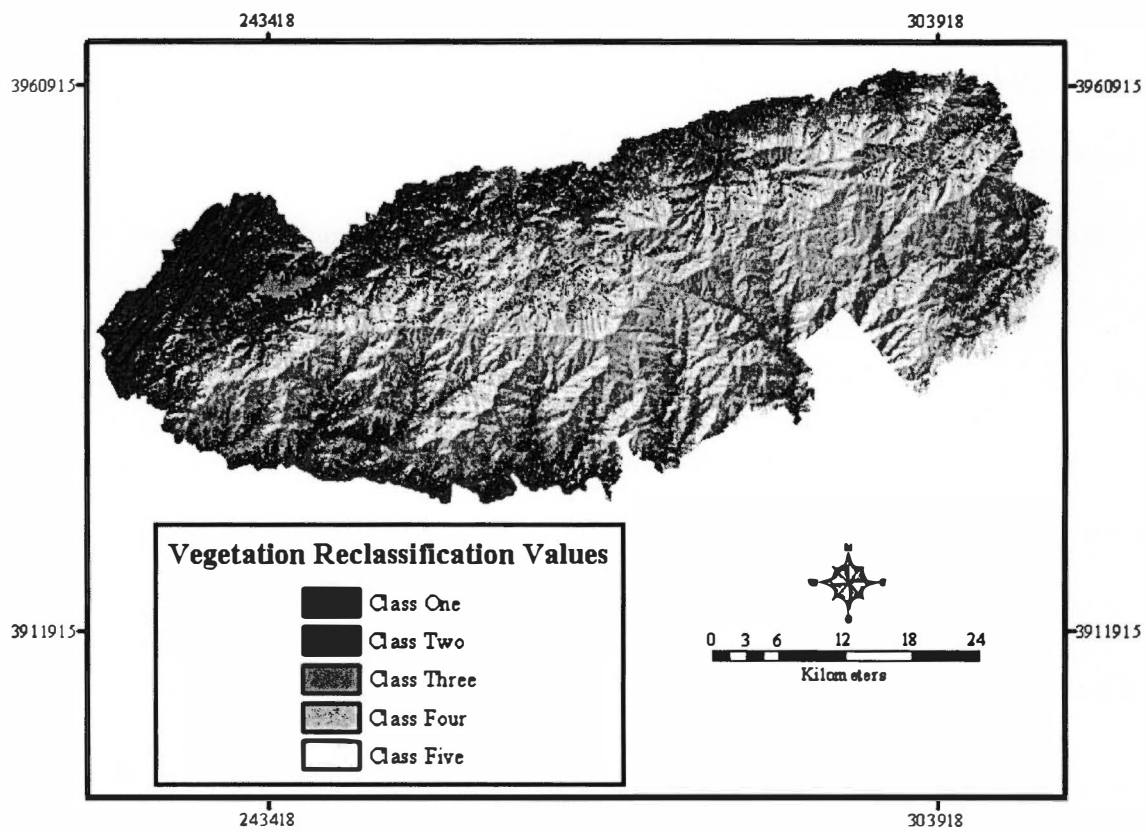 243418 303918
3960915 3960915
Vegetation Reclassification Values
Class One
Class Two
Class Three
Class Four
Class Five
N
0 3 6 12 18 24
Kilometers
3911915 3911915
243418 303918